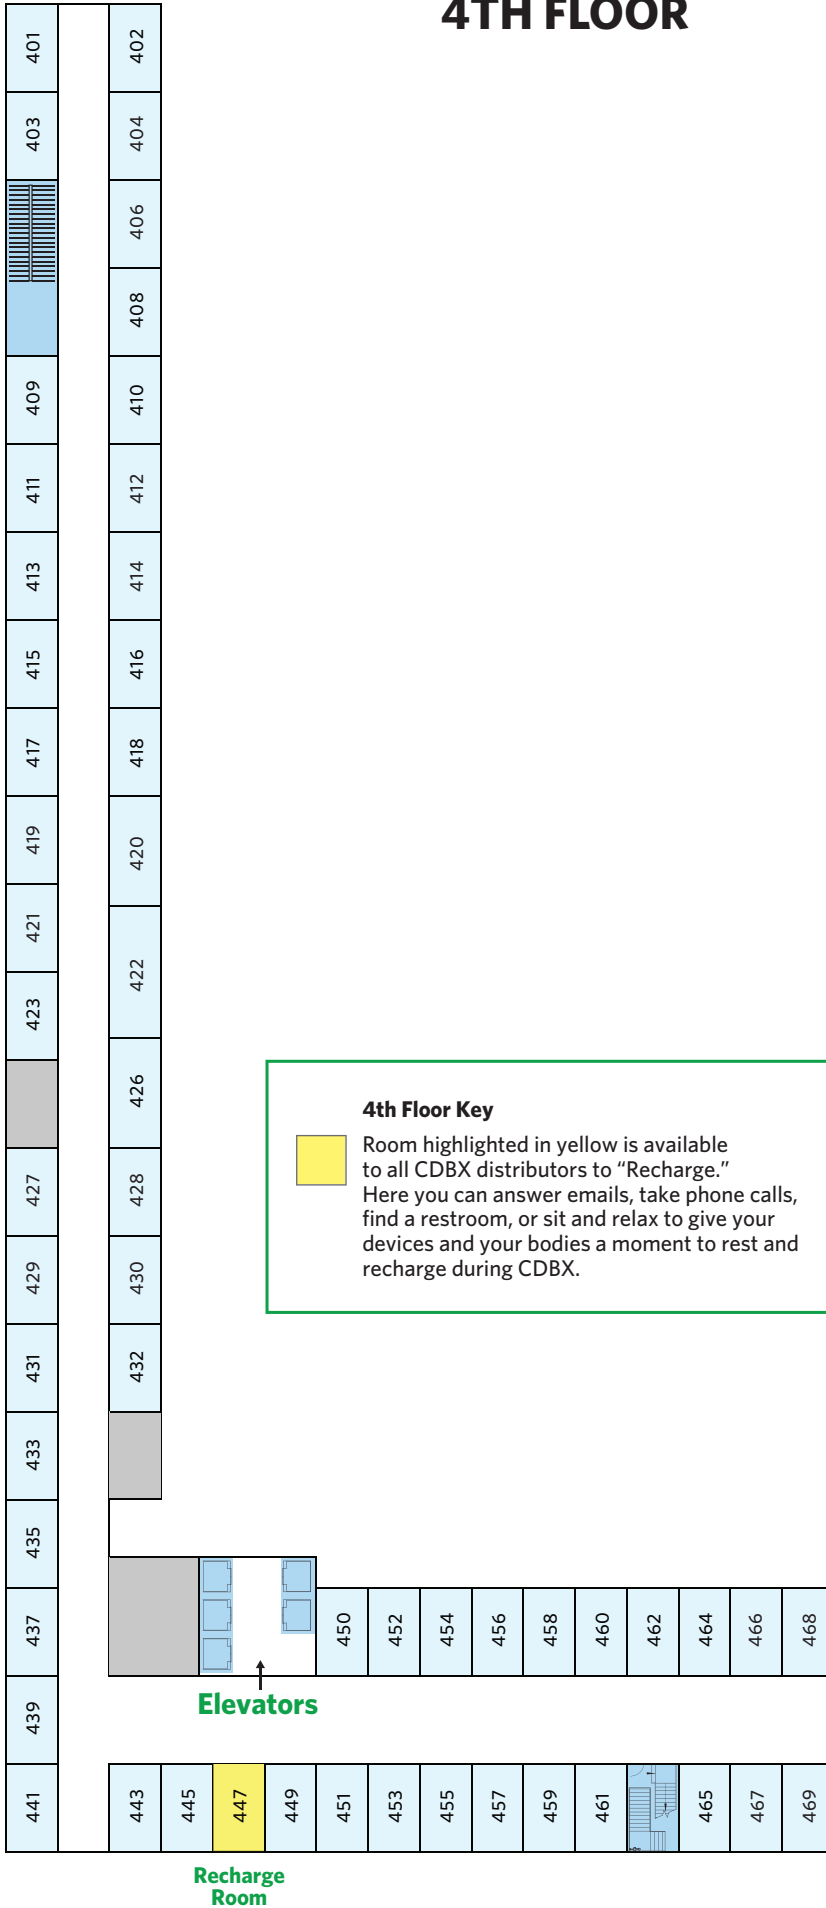 4TH FLOOR
401
402
403
404
406
408
409
410
411
412
413
414
415
416
417
418
419
420
421
422
423
426
427
428
429
430
431
432
433
435
437
439
441
4th Floor Key
Room highlighted in yellow is available
to all CDBX distributors to “Recharge.”
Here you can answer emails, take phone calls,
find a restroom, or sit and relax to give your
devices and your bodies a moment to rest and
recharge during CDBX.
450 452 454 456 458 460 462 464 466 468
Elevators
443 445 447 449 451 453 455 457 459 461 465 467 469
Recharge
Room